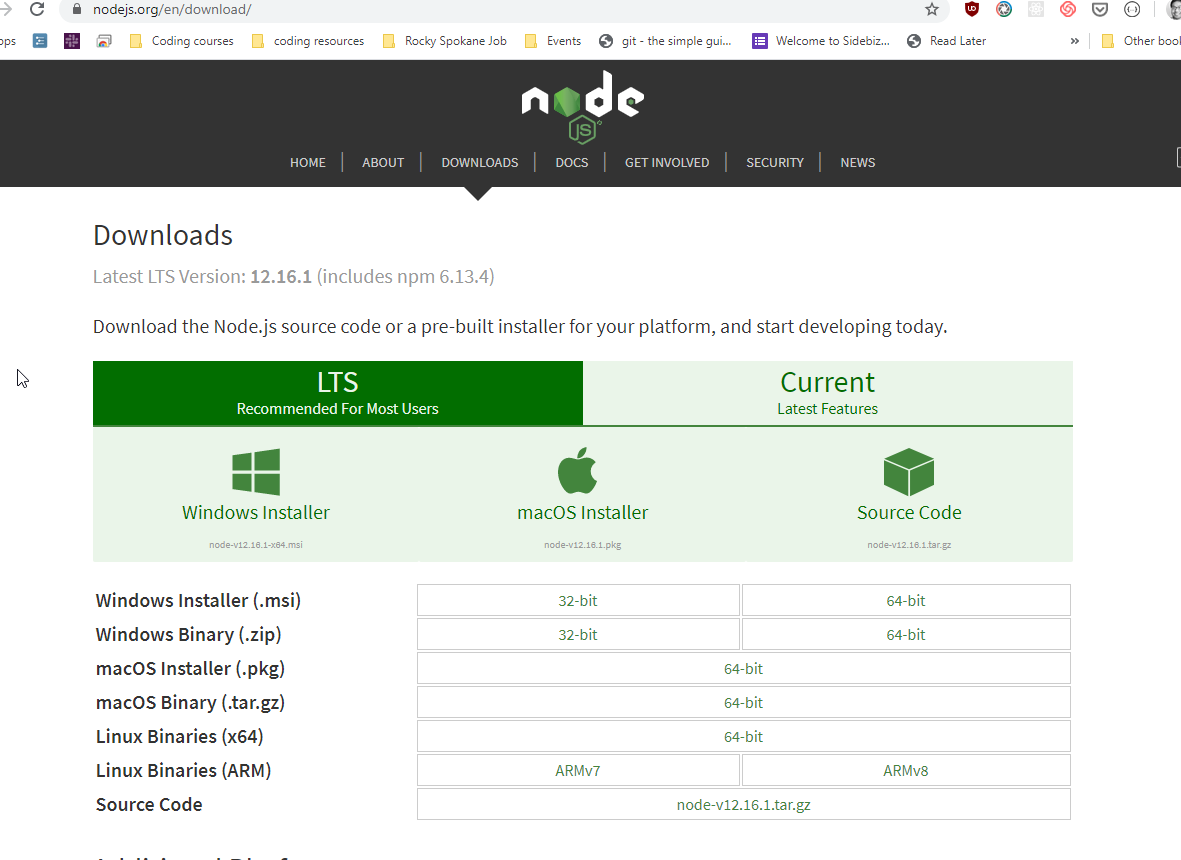 nodejs.org/en/download/
ops Coding courses coding resources Rocky Spokane Job Events git - the simple gui... Welcome to Sidebiz... Read Later » Other book
node
JS
HOME ABOUT DOWNLOADS DOCS GET INVOLVED SECURITY NEWS
Downloads
Latest LTS Version: 12.16.1 (includes npm 6.13.4)
Download the Node.js source code or a pre-built installer for your platform, and start developing today.
LTS Current
Recommended For Most Users Latest Features
Windows Installer macOS Installer Source Code
node-v12.16.1-x64.msi node-v12.16.1.pkg node-v12.16.1.tar.gz
Windows Installer (.msi) 32-bit 64-bit
Windows Binary (.zip) 32-bit 64-bit
macOS Installer (.pkg) 64-bit
macOS Binary (.tar.gz) 64-bit
Linux Binaries (x64) 64-bit
Linux Binaries (ARM) ARMv7 ARMv8
Source Code node-v12.16.1.tar.gz